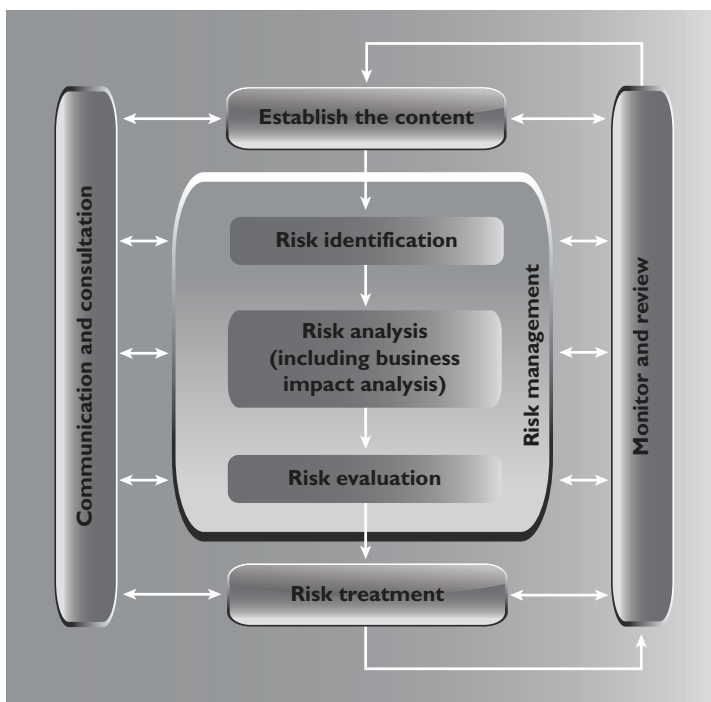 Establish the content
Communication and consultation
Risk identification
Risk analysis
(including business
impact analysis)
Risk evaluation
Risk management
Monitor and review
Risk treatment